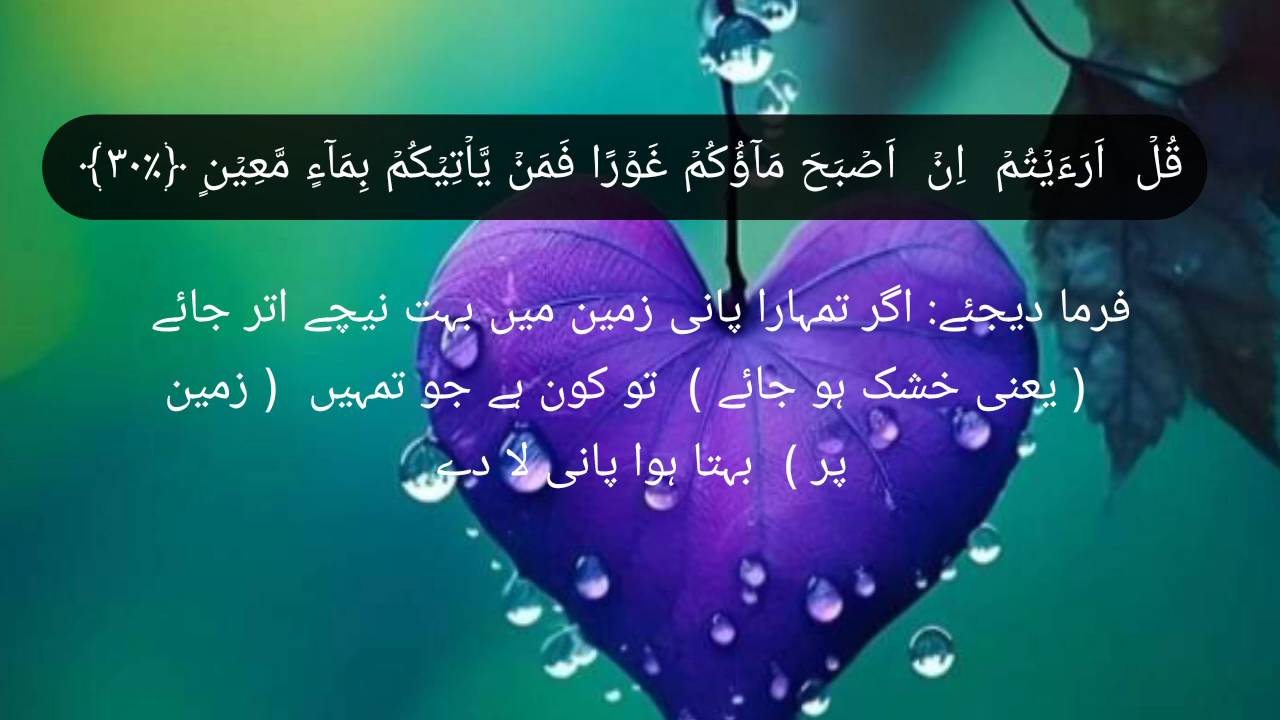 قُلۡ اَرَءَیۡتُمۡ اِنۡ اَصۡبَحَ مَآؤُکُمۡ غَوۡرًا فَمَنۡ یَّاۡتِیۡکُمۡ بِمَآءٍ مَّعِیۡنٍ ﴿٪۳۰﴾
فرما دیجئے: اگر تمہارا پانی زمین میں بہت نیچے اتر جائے
( یعنی خشک ہو جائے ) تو کون ہے جو تمہیں ( زمین
پر ) بہتا ہوا پانی لا دے